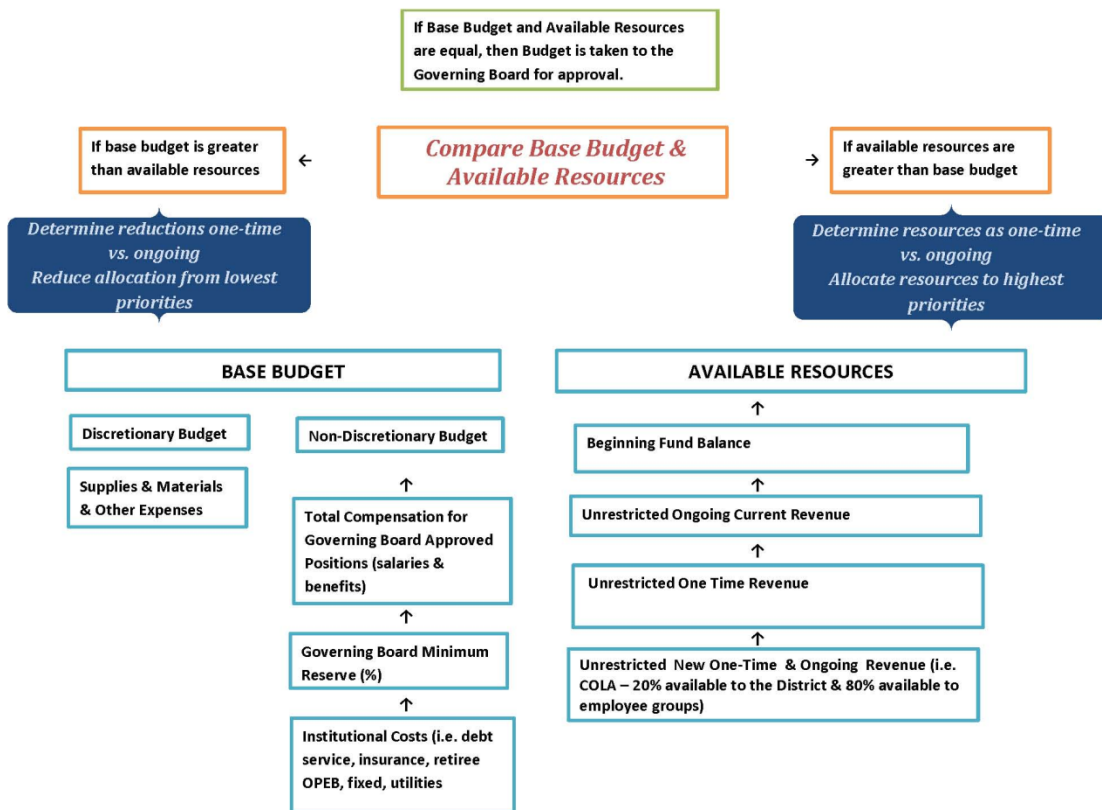 If Base Budget and Available Resources
are equal, then Budget is taken to the
Governing Board for approval.
If base budget is greater
than available resources
←
Compare Base Budget &
Available Resources
→
If available resources are
greater than base budget
Determine reductions one-time
vs. ongoing
Reduce allocation from lowest
priorities
Determine resources as one-time
vs. ongoing
Allocate resources to highest
priorities
BASE BUDGET
Discretionary Budget
Supplies & Materials
& Other Expenses
Non-Discretionary Budget
↑
Total Compensation for
Governing Board Approved
Positions (salaries &
benefits)
↑
Governing Board Minimum
Reserve (%)
↑
Institutional Costs (i.e. debt
service, insurance, retiree
OPEB, fixed, utilities
AVAILABLE RESOURCES
↑
Beginning Fund Balance
↑
Unrestricted Ongoing Current Revenue
↑
Unrestricted One Time Revenue
↑
Unrestricted New One-Time & Ongoing Revenue (i.e.
COLA – 20% available to the District & 80% available to
employee groups)